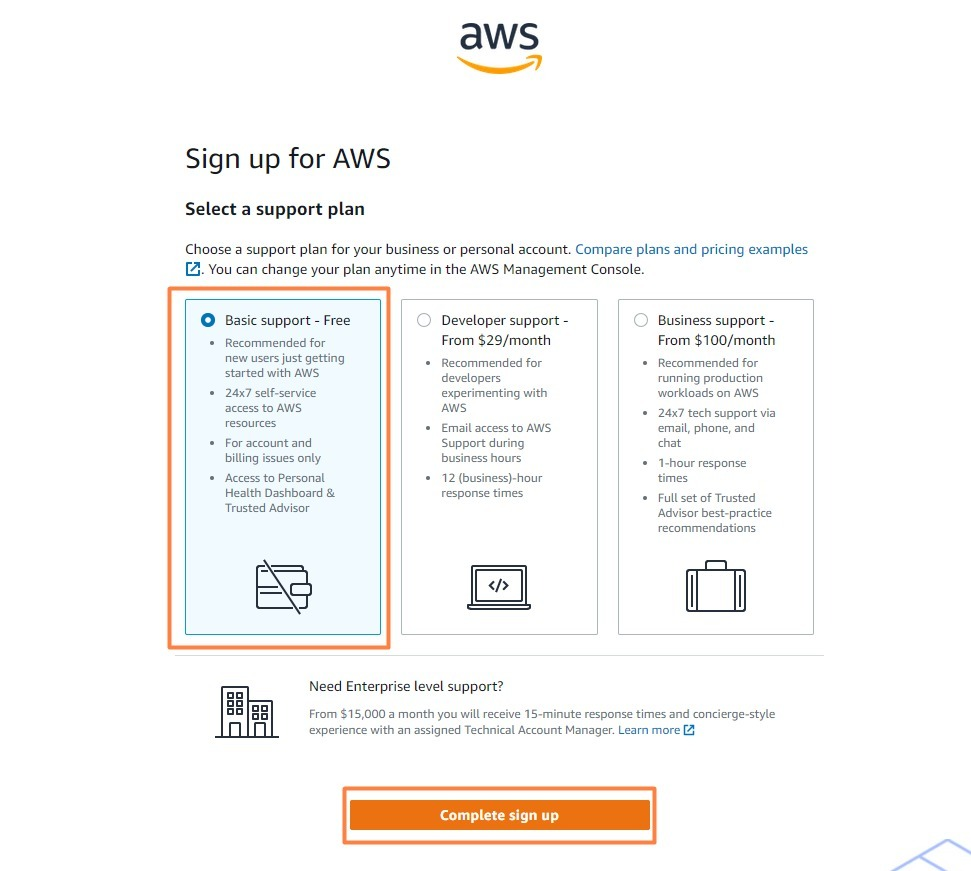 aws
Sign up for AWS
Select a support plan
Choose a support plan for your business or personal account. Compare plans and pricing examples
. You can change your plan anytime in the AWS Management Console.
Basic support - Free
Recommended for
new users just getting
started with AWS
24x7 self-service
access to AWS
resources
For account and
billing issues only
Access to Personal
Health Dashboard &
Trusted Advisor
Developer support -
From $29/month
Recommended for
developers
experimenting with
AWS
Email access to AWS
Support during
business hours
12 (business)-hour
response times
</>
Business support -
From $100/month
Recommended for
running production
workloads on AWS
24x7 tech support via
email, phone, and
chat
1-hour response
times
Full set of Trusted
Advisor best-practice
recommendations
Need Enterprise level support?
From $15,000 a month you will receive 15-minute response times and concierge-style
experience with an assigned Technical Account Manager. Learn more
Complete sign up